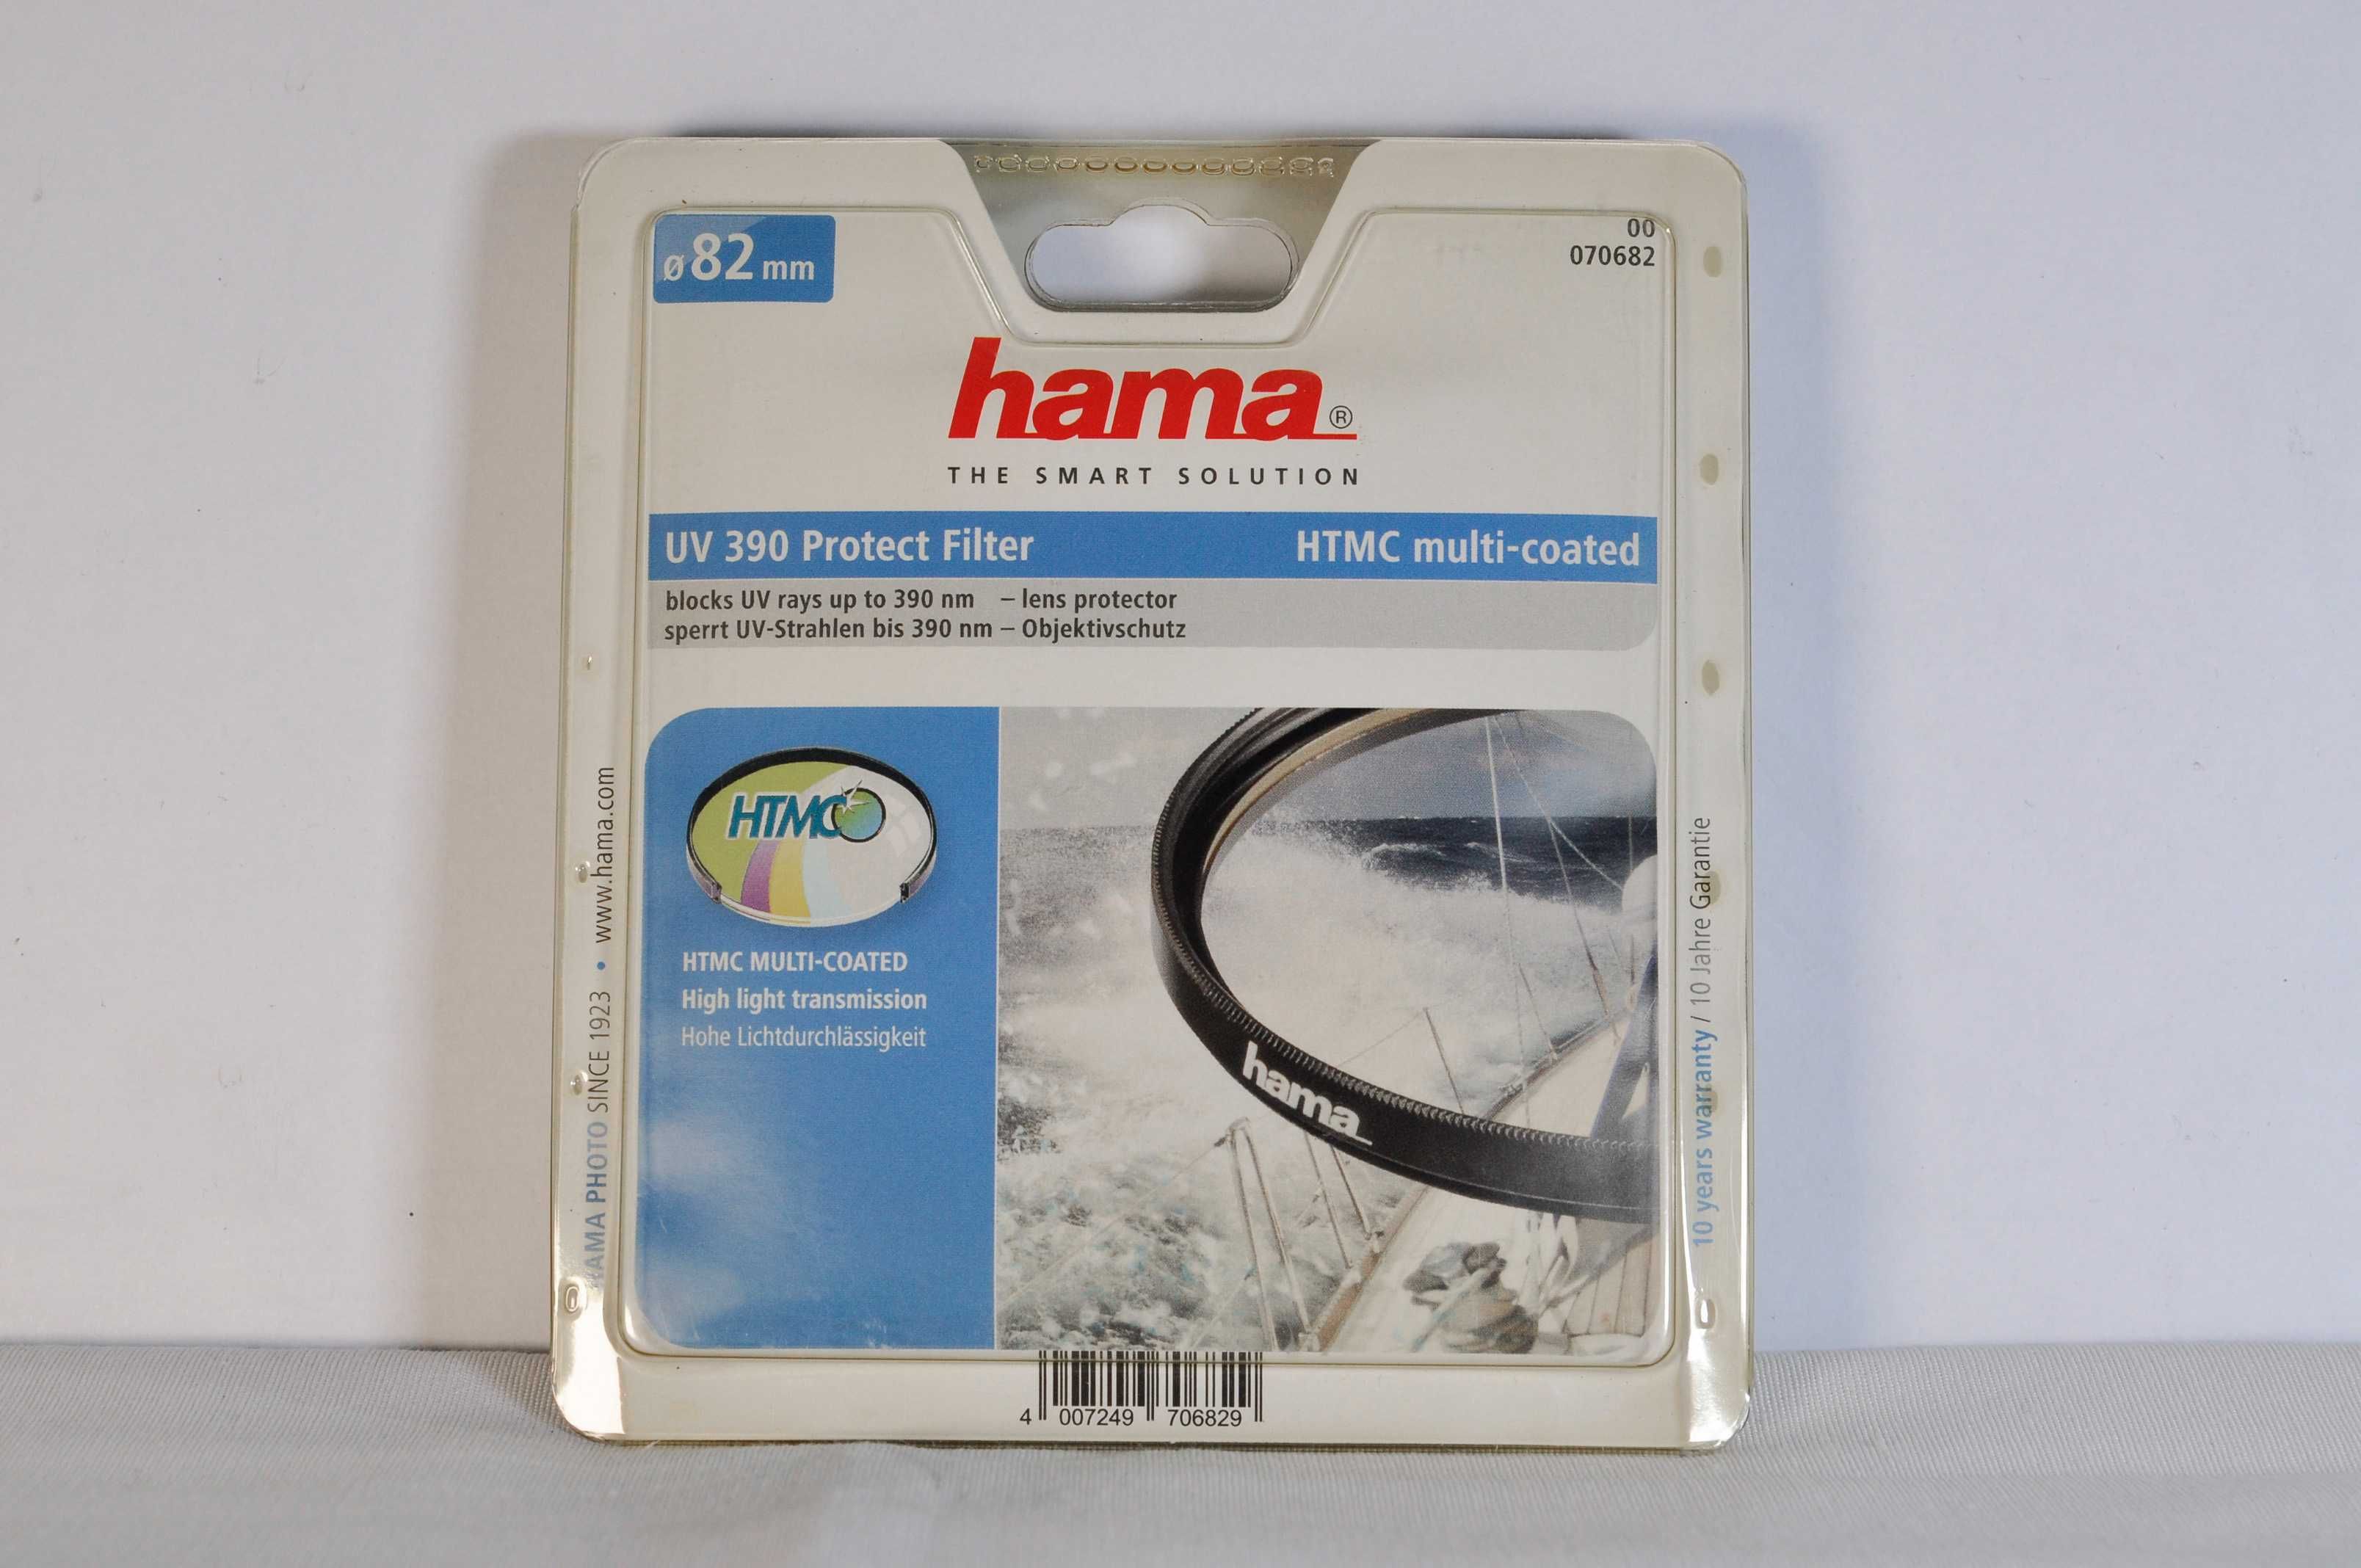 ø82 mm
00
070682
hama®
THE SMART SOLUTION
UV 390 Protect Filter HTMC multi-coated
blocks UV rays up to 390 nm – lens protector
sperrt UV-Strahlen bis 390 nm – Objektivschutz
HTMC
HTMC MULTI-COATED
High light transmission
Hohe Lichtdurchlässigkeit
hama
HAMA PHOTO SINCE 1923 • www.hama.com
10 years warranty / 10 Jahre Garantie
4 007249 706829